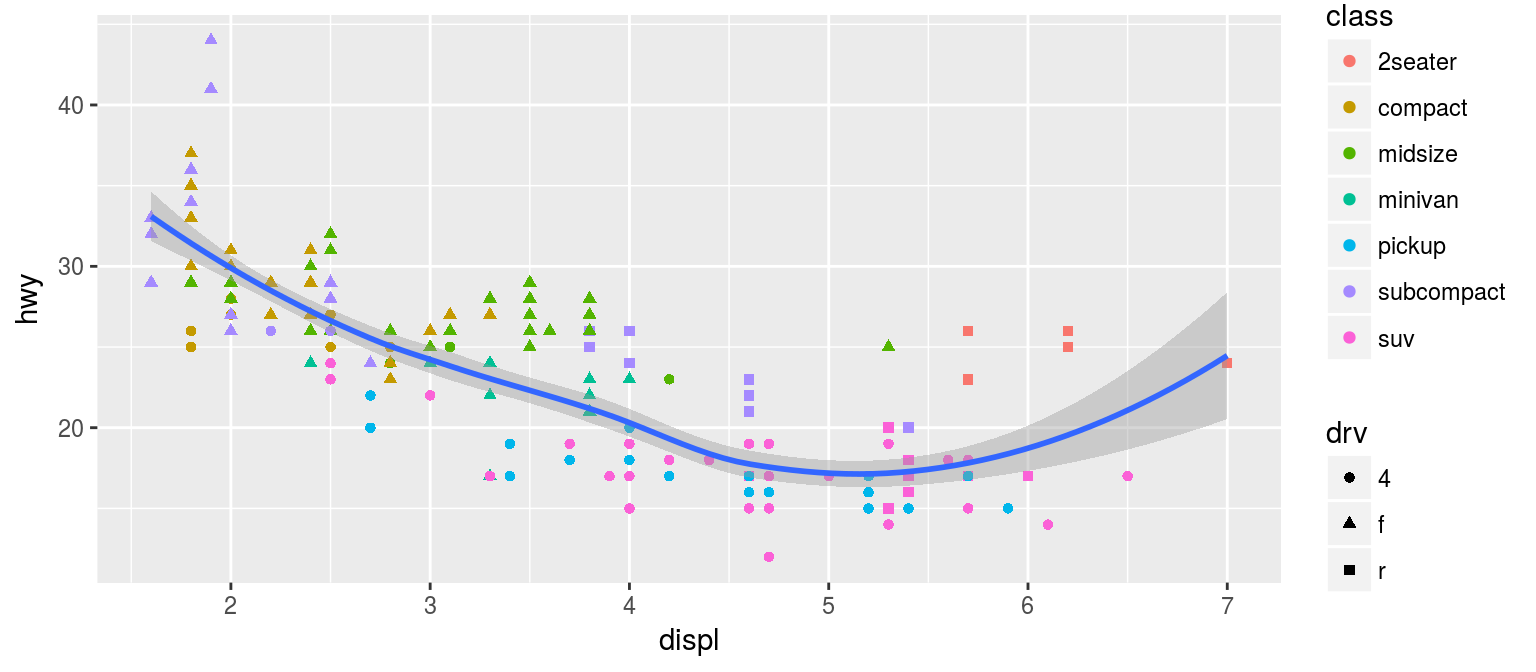 40
30
20
hwy
2 3 4 5 6 7
displ
class
2seater
compact
midsize
minivan
pickup
subcompact
suv
drv
4
f
r